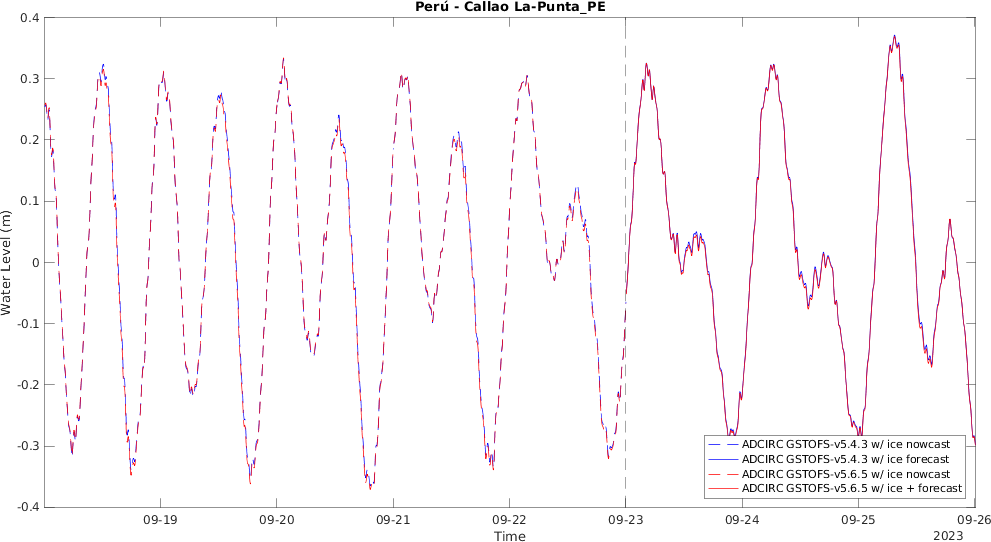 Perú - Callao La-Punta_PE
Water Level (m)
0.4
0.3
0.2
0.1
0
-0.1
-0.2
-0.3
-0.4
ADCIRC GSTOFS-v5.4.3 w/ ice nowcast
ADCIRC GSTOFS-v5.4.3 w/ ice forecast
ADCIRC GSTOFS-v5.6.5 w/ ice nowcast
ADCIRC GSTOFS-v5.6.5 w/ ice + forecast
09-19 09-20 09-21 09-22 09-23 09-24 09-25 09-26
Time
2023